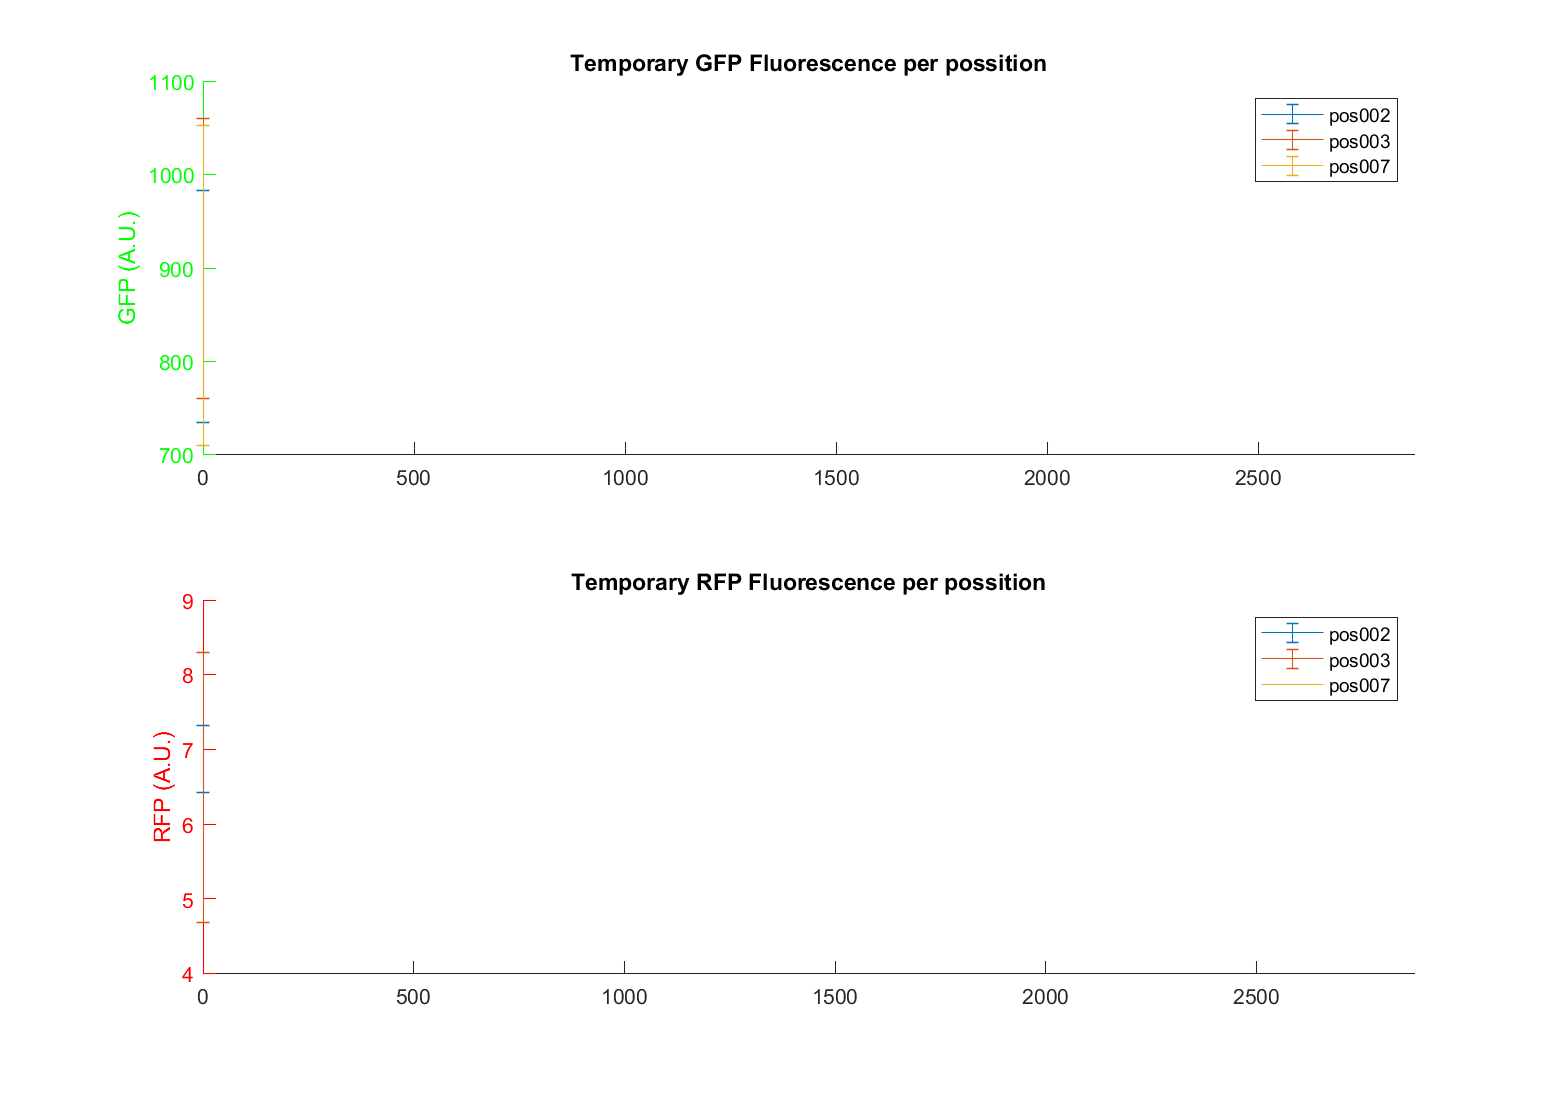 Temporary GFP Fluorescence per possition
1100
1000
900
800
700
GFP (A.U.)
pos002
pos003
pos007
0 500 1000 1500 2000 2500
Temporary RFP Fluorescence per possition
9
8
7
6
5
4
RFP (A.U.)
pos002
pos003
pos007
0 500 1000 1500 2000 2500